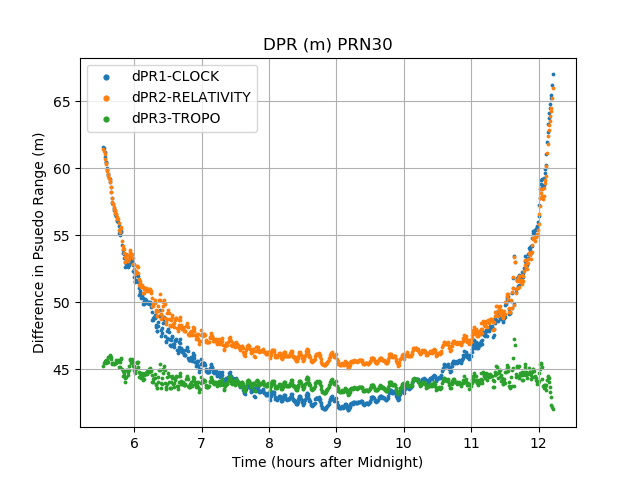 DPR (m) PRN30
dPR1-CLOCK
dPR2-RELATIVITY
dPR3-TROPO
Difference in Psuedo Range (m)
65
60
55
50
45
6 7 8 9 10 11 12
Time (hours after Midnight)